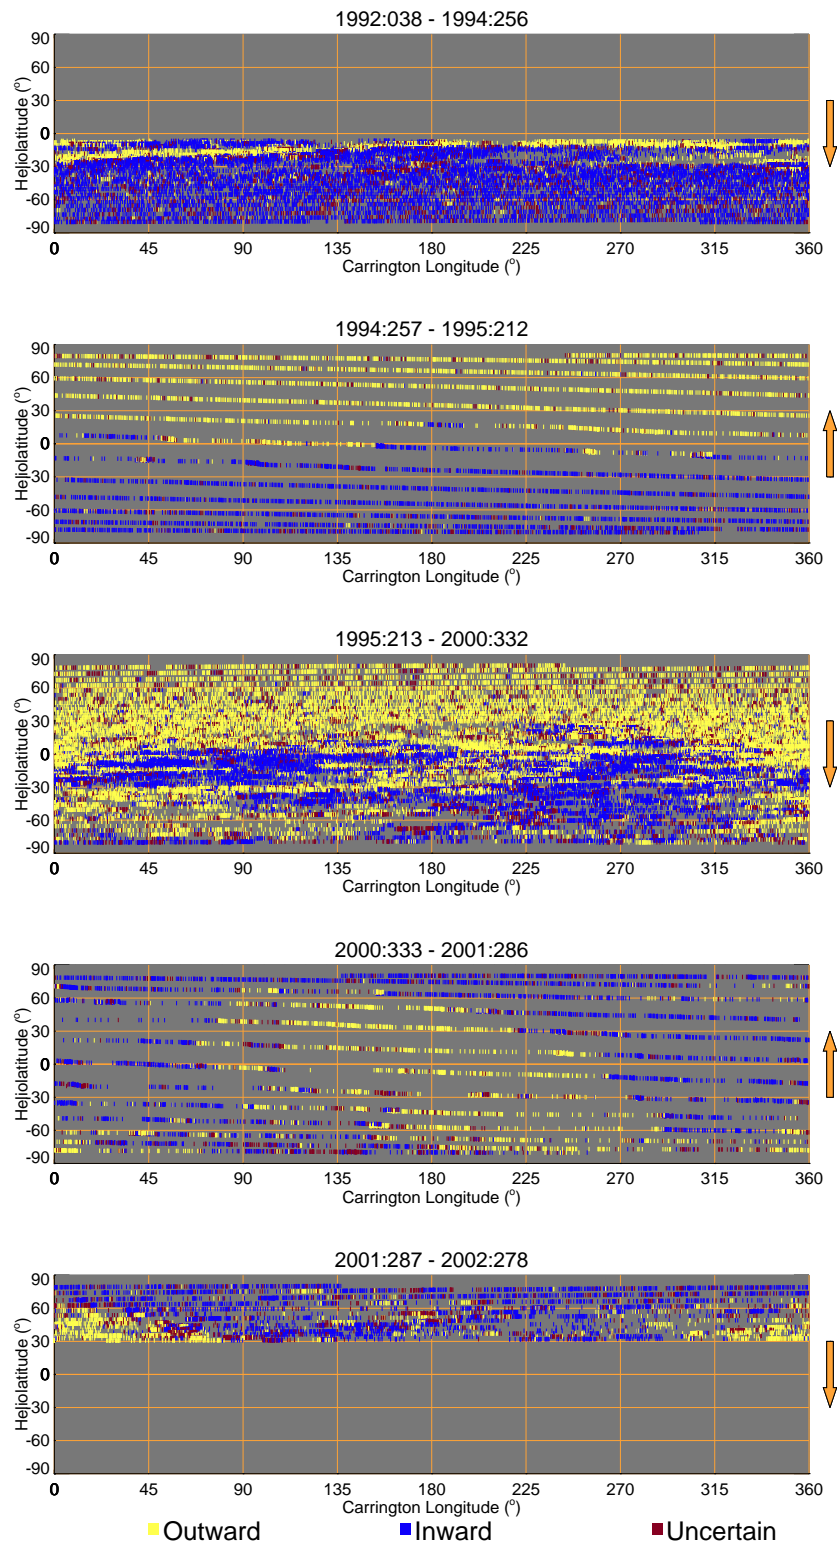 1992:038 - 1994:256
90
60
30
0
-30
-60
-90
Heliolatitude (°)
0 45 90 135 180 225 270 315 360
Carrington Longitude (°)
1994:257 - 1995:212
90
60
30
0
-30
-60
-90
Heliolatitude (°)
0 45 90 135 180 225 270 315 360
Carrington Longitude (°)
1995:213 - 2000:332
90
60
30
0
-30
-60
-90
Heliolatitude (°)
0 45 90 135 180 225 270 315 360
Carrington Longitude (°)
2000:333 - 2001:286
90
60
30
0
-30
-60
-90
Heliolatitude (°)
0 45 90 135 180 225 270 315 360
Carrington Longitude (°)
2001:287 - 2002:278
90
60
30
0
-30
-60
-90
Heliolatitude (°)
0 45 90 135 180 225 270 315 360
Carrington Longitude (°)
Outward Inward Uncertain